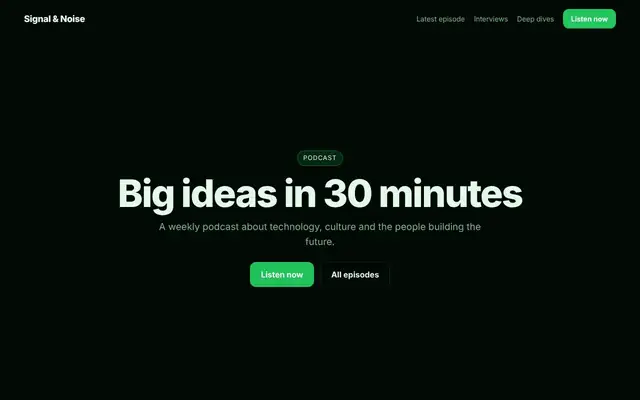 Signal & Noise
Latest episode Interviews Deep dives Listen now
PODCAST
Big ideas in 30 minutes
A weekly podcast about technology, culture and the people building the
future.
Listen now All episodes